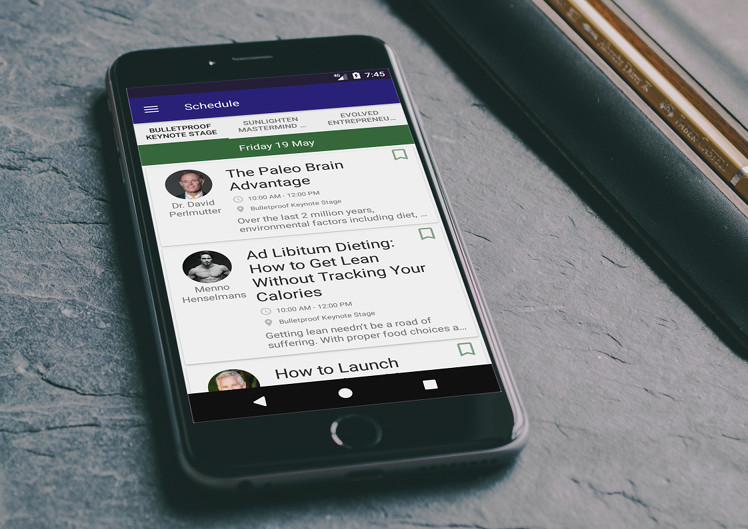 4G 7:45
Schedule
BULLETPROOF
KEYNOTE STAGE
SUNLIGHTEN
MASTERMIND ...
EVOLVED
ENTREPRENEU...
Friday 19 May
The Paleo Brain
Advantage
10:00 AM - 12:00 PM
Bulletproof Keynote Stage
Dr. David
Perlmutter
Over the last 2 million years,
environmental factors including diet, ...
Ad Libitum Dieting:
How to Get Lean
Without Tracking Your
Calories
10:00 AM - 12:00 PM
Bulletproof Keynote Stage
Menno
Henselmans
Getting lean needn't be a road of
suffering. With proper food choices a...
How to Launch